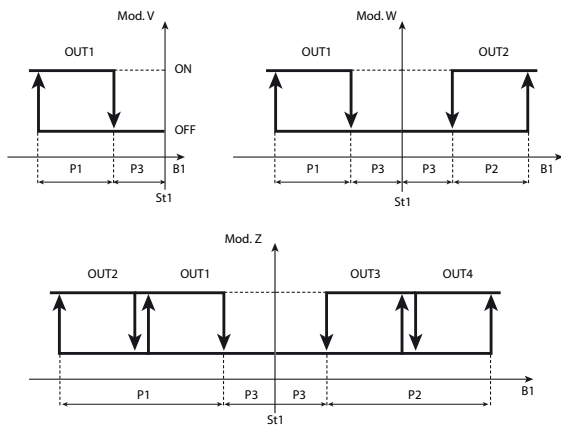 Mod. V
OUT1
ON
OFF
P1 P3 B1
St1
Mod. W
OUT1 OUT2
P1 P3 P3 P2 B1
St1
Mod. Z
OUT2 OUT1 OUT3 OUT4
P1 P3 P3 P2 B1
St1